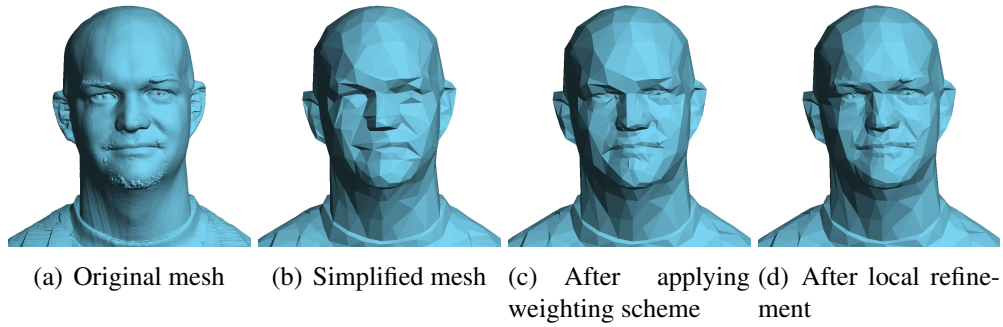 (a) Original mesh
(b) Simplified mesh
(c) After applying
weighting scheme
(d) After local refine-
ment